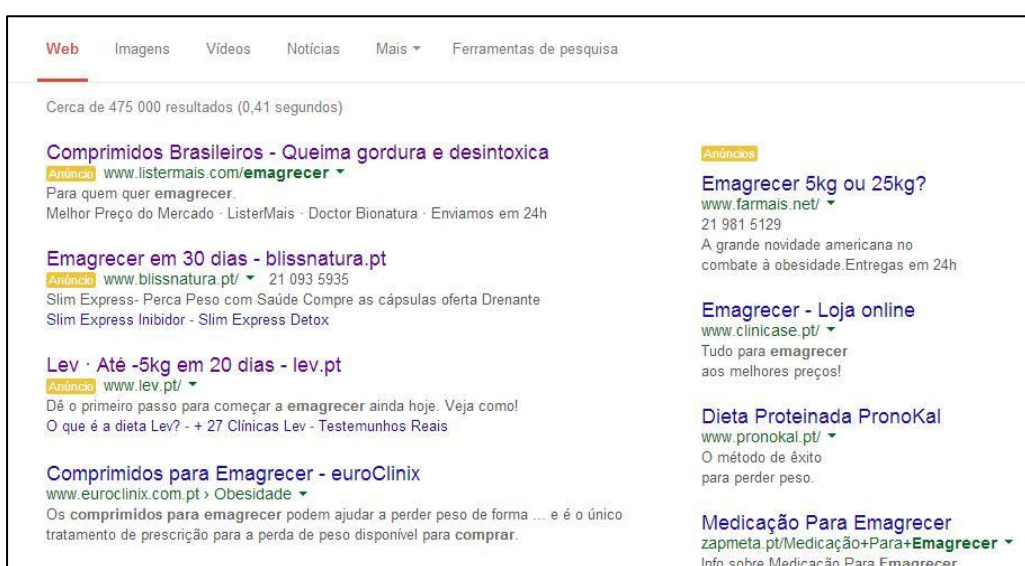 Web Imagens Vídeos Notícias Mais Ferramentas de pesquisa
Cerca de 475 000 resultados (0,41 segundos)
Comprimidos Brasileiros - Queima gordura e desintoxica
Anúncio www.listermais.com/emagrecer
Para quem quer emagrecer.
Melhor Preço do Mercado · ListerMais · Doctor Bionatura · Enviamos em 24h
Emagrecer em 30 dias - blissnatura.pt
Anúncio www.blissnatura.pt/ 21 093 5935
Slim Express- Perca Peso com Saúde Compre as cápsulas oferta Drenante
Slim Express Inibidor - Slim Express Detox
Lev · Até -5kg em 20 dias - lev.pt
Anúncio www.lev.pt/
Dê o primeiro passo para começar a emagrecer ainda hoje. Veja como!
O que é a dieta Lev? - + 27 Clínicas Lev - Testemunhos Reais
Comprimidos para Emagrecer - euroClinix
www.euroclinix.com.pt › Obesidade
Os comprimidos para emagrecer podem ajudar a perder peso de forma ... e é o único
tratamento de prescrição para a perda de peso disponível para comprar.
Anúncios
Emagrecer 5kg ou 25kg?
www.farmais.net/
21 981 5129
A grande novidade americana no
combate à obesidade.Entregas em 24h
Emagrecer - Loja online
www.clinicase.pt/
Tudo para emagrecer
aos melhores preços!
Dieta Proteinada PronoKal
www.pronokal.pt/
O método de êxito
para perder peso.
Medicação Para Emagrecer
zapmeta.pt/Medicação+Para+Emagrecer
Info sobre Medicação Para Emagrecer